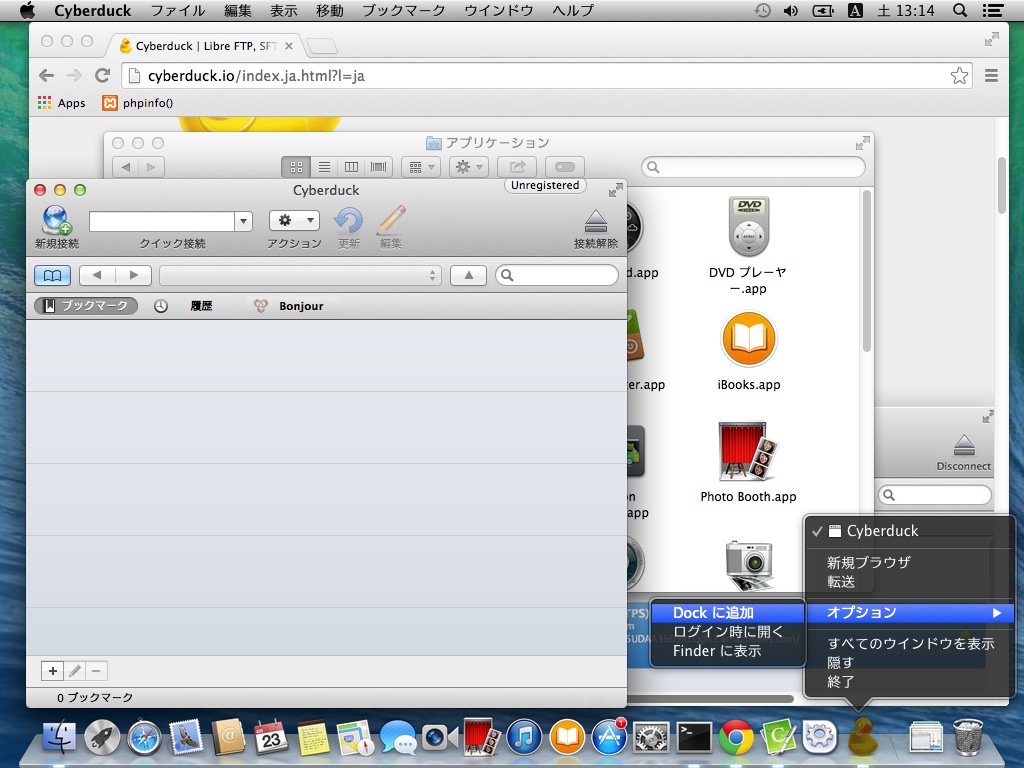 Cyberduck ファイル 編集 表示 移動 ブックマーク ウインドウ ヘルプ A 土 13:14
Cyberduck | Libre FTP, SFT
cyberduck.io/index.ja.html?l=ja
Apps phpinfo()
アプリケーション
Cyberduck
Unregistered
新規接続 クイック接続 アクション 更新 編集 接続解除
ブックマーク 履歴 Bonjour
d.app
DVD プレーヤ
ー.app
er.app
iBooks.app
on
app
Photo Booth.app
Disconnect
Cyberduck
新規ブラウザ
転送
オプション
すべてのウインドウを表示
隠す
終了
Dock に追加
ログイン時に開く
Finder に表示
TPS)
m
0 ブックマーク
23
1